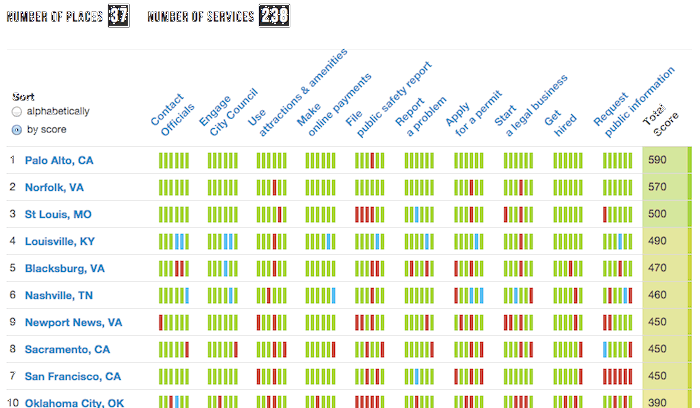 NUMBER OF PLACES 37 NUMBER OF SERVICES 238
Sort
alphabetically
by score
Contact Officials
Engage City Council
Use attractions & amenities
Make online payments
File public safety report
Report a problem
Apply for a permit
Start a legal business
Get hired
Request public information
Total Score
1 Palo Alto, CA 590
2 Norfolk, VA 570
3 St Louis, MO 500
4 Louisville, KY 490
5 Blacksburg, VA 470
6 Nashville, TN 460
9 Newport News, VA 450
8 Sacramento, CA 450
7 San Francisco, CA 450
10 Oklahoma City, OK 390